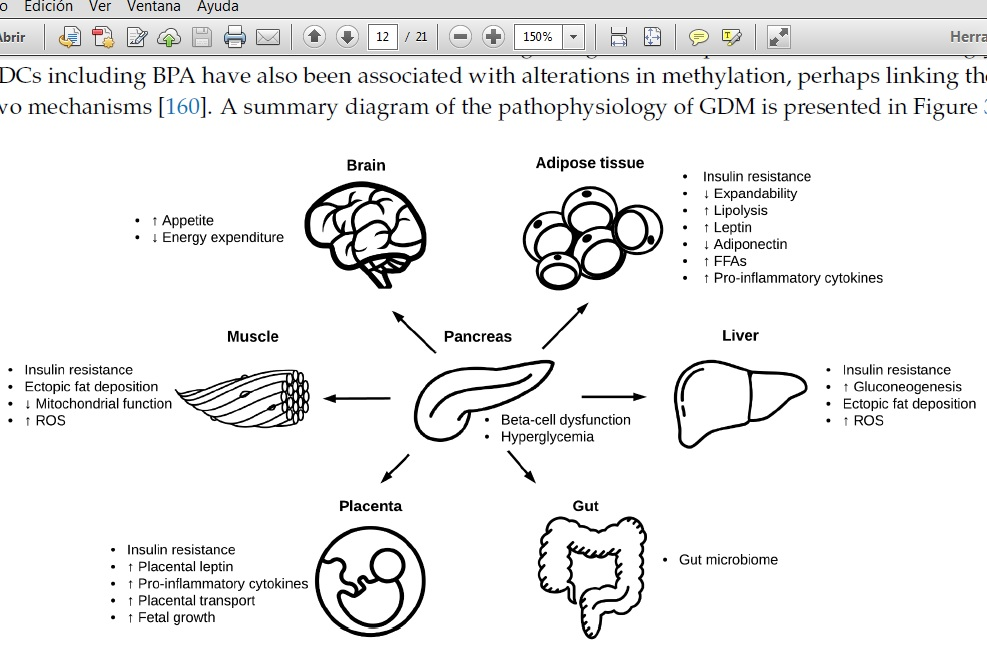 o Edición Ver Ventana Ayuda
Abrir 12 / 21 150% Herra
DCs including BPA have also been associated with alterations in methylation, perhaps linking the
wo mechanisms [160]. A summary diagram of the pathophysiology of GDM is presented in Figure 3
Brain
• ↑ Appetite
• ↓ Energy expenditure
Adipose tissue
• Insulin resistance
• ↓ Expandability
• ↑ Lipolysis
• ↑ Leptin
• ↓ Adiponectin
• ↑ FFAs
• ↑ Pro-inflammatory cytokines
Muscle
• Insulin resistance
• Ectopic fat deposition
• ↓ Mitochondrial function
• ↑ ROS
Pancreas
• Beta-cell dysfunction
• Hyperglycemia
Liver
• Insulin resistance
• ↑ Gluconeogenesis
• Ectopic fat deposition
• ↑ ROS
Placenta
• Insulin resistance
• ↑ Placental leptin
• ↑ Pro-inflammatory cytokines
• ↑ Placental transport
• ↑ Fetal growth
Gut
• Gut microbiome